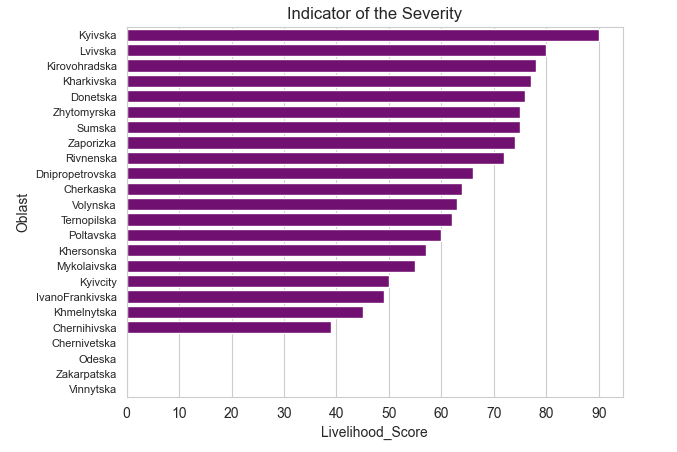 Indicator of the Severity
Kyivska
Lvivska
Kirovohradska
Kharkivska
Donetska
Zhytomyrska
Sumska
Zaporizka
Rivnenska
Dnipropetrovska
Cherkaska
Volynska
Ternopilska
Poltavska
Khersonska
Mykolaivska
Kyivcity
IvanoFrankivska
Khmelnytska
Chernihivska
Chernivetska
Odeska
Zakarpatska
Vinnytska
Oblast
0 10 20 30 40 50 60 70 80 90
Livelihood_Score